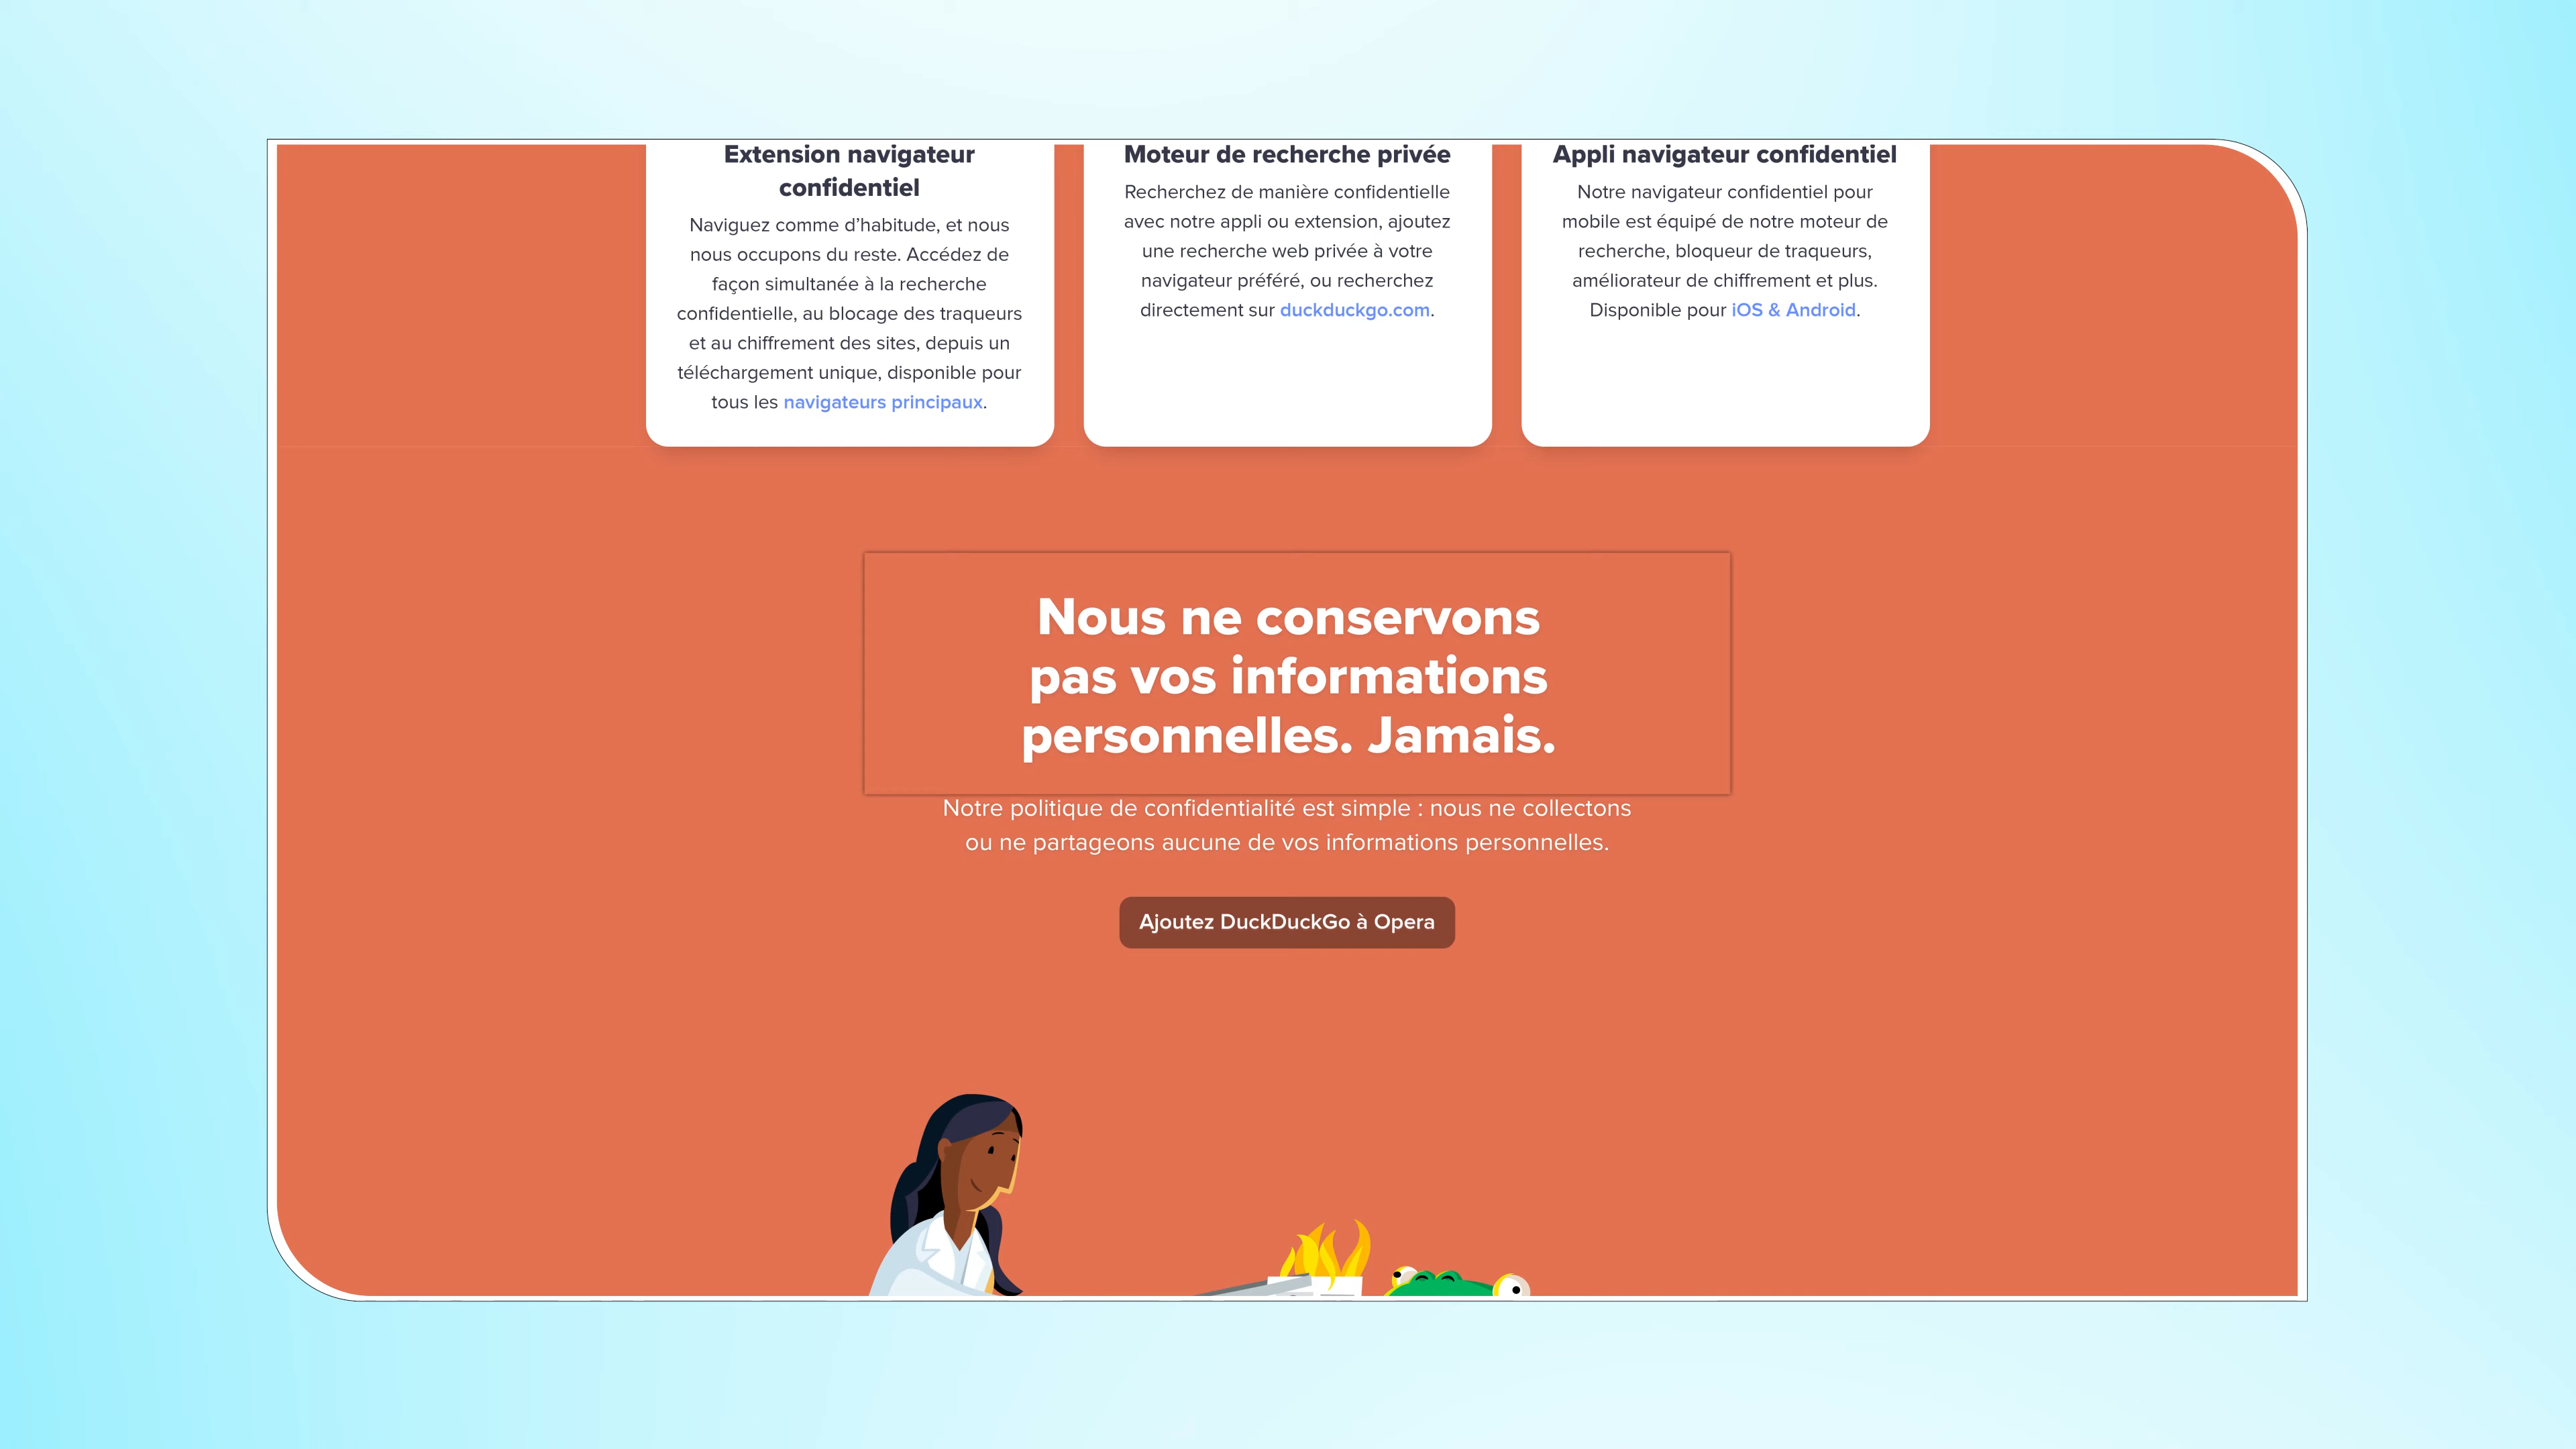 Extension navigateur
confidentiel
Naviguez comme d’habitude, et nous
nous occupons du reste. Accédez de
façon simultanée à la recherche
confidentielle, au blocage des traqueurs
et au chiffrement des sites, depuis un
téléchargement unique, disponible pour
tous les navigateurs principaux.
Moteur de recherche privée
Recherchez de manière confidentielle
avec notre appli ou extension, ajoutez
une recherche web privée à votre
navigateur préféré, ou recherchez
directement sur duckduckgo.com.
Appli navigateur confidentiel
Notre navigateur confidentiel pour
mobile est équipé de notre moteur de
recherche, bloqueur de traqueurs,
améliorateur de chiffrement et plus.
Disponible pour iOS & Android.
Nous ne conservons
pas vos informations
personnelles. Jamais.
Notre politique de confidentialité est simple : nous ne collectons
ou ne partageons aucune de vos informations personnelles.
Ajoutez DuckDuckGo à Opera